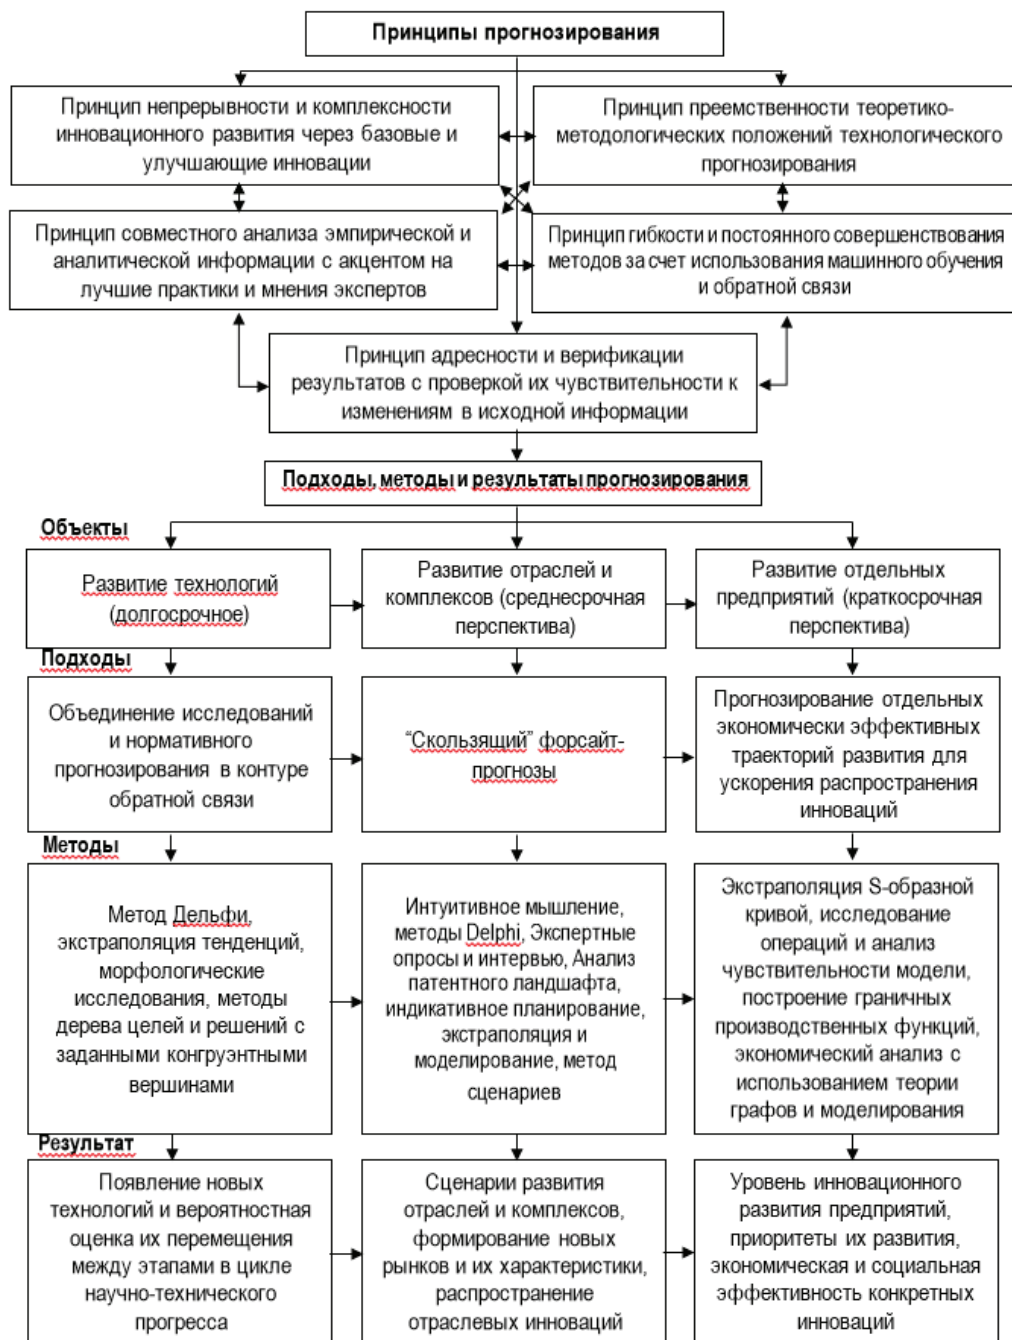 Принципы прогнозирования
Принцип непрерывности и комплексности
инновационного развития через базовые и
улучшающие инновации
Принцип преемственности теоретико-
методологических положений технологического
прогнозирования
Принцип совместного анализа эмпирической и
аналитической информации с акцентом на
лучшие практики и мнения экспертов
Принцип гибкости и постоянного совершенствования
методов за счет использования машинного обучения
и обратной связи
Принцип адресности и верификации
результатов с проверкой их чувствительности к
изменениям в исходной информации
Подходы, методы и результаты прогнозирования
Объекты
Развитие технологий
(долгосрочное)
Развитие отраслей и
комплексов (среднесрочная
перспектива)
Развитие отдельных
предприятий (краткосрочная
перспектива)
Подходы
Объединение исследований
и нормативного
прогнозирования в контуре
обратной связи
“Скользящий” форсайт-
прогнозы
Прогнозирование отдельных
экономически эффективных
траекторий развития для
ускорения распространения
инноваций
Методы
Метод Дельфи,
экстраполяция тенденций,
морфологические
исследования, методы
дерева целей и решений с
заданными конгруэнтными
вершинами
Интуитивное мышление,
методы Delphi, Экспертные
опросы и интервью, Анализ
патентного ландшафта,
индикативное планирование,
экстраполяция и
моделирование, метод
сценариев
Экстраполяция S-образной
кривой, исследование
операций и анализ
чувствительности модели,
построение граничных
производственных функций,
экономический анализ с
использованием теории
графов и моделирования
Результат
Появление новых
технологий и вероятностная
оценка их перемещения
между этапами в цикле
научно-технического
прогресса
Сценарии развития
отраслей и комплексов,
формирование новых
рынков и их характеристики,
распространение
отраслевых инноваций
Уровень инновационного
развития предприятий,
приоритеты их развития,
экономическая и социальная
эффективность конкретных
инноваций